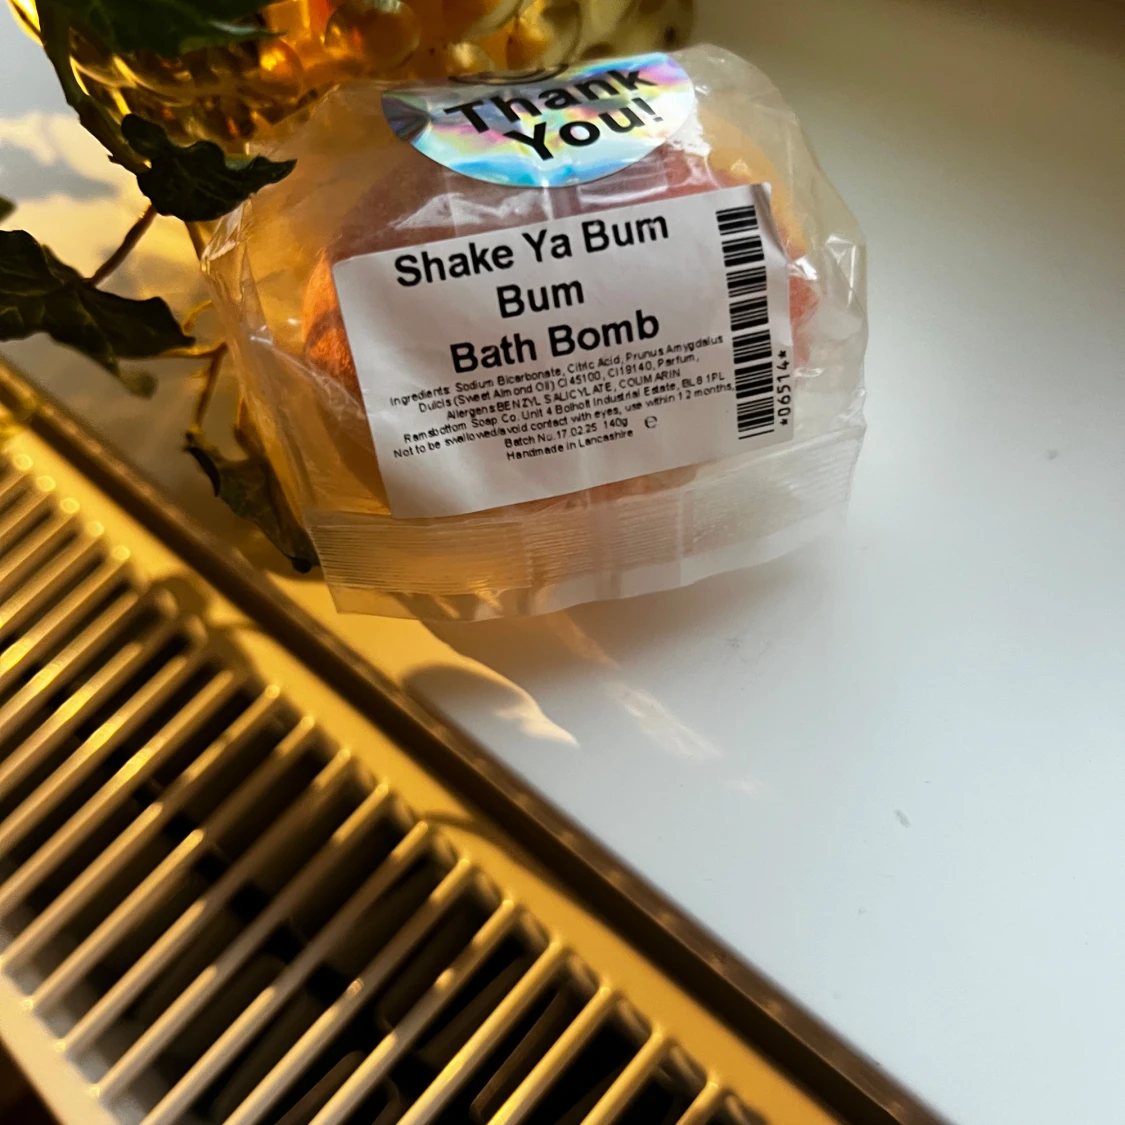 Thank
You!
Shake Ya Bum
Bum
Bath Bomb
Ingredients: Sodium Bicarbonate, Citric Acid, Prunus Amygdalus
Dulcis (Sweet Almond Oil) CI 45100, CI19140, Parfum,
Allergens BENZYL SALICYLATE, COUMARIN
Ramsbottom Soap Co. Unit 4 Bolholt Industrial Estate, BL8 1PL
Not to be swallowed/avoid contact with eyes, use within 12 months,
Batch No.17.02.25 140g ℮
Handmade in Lancashire
*06514*